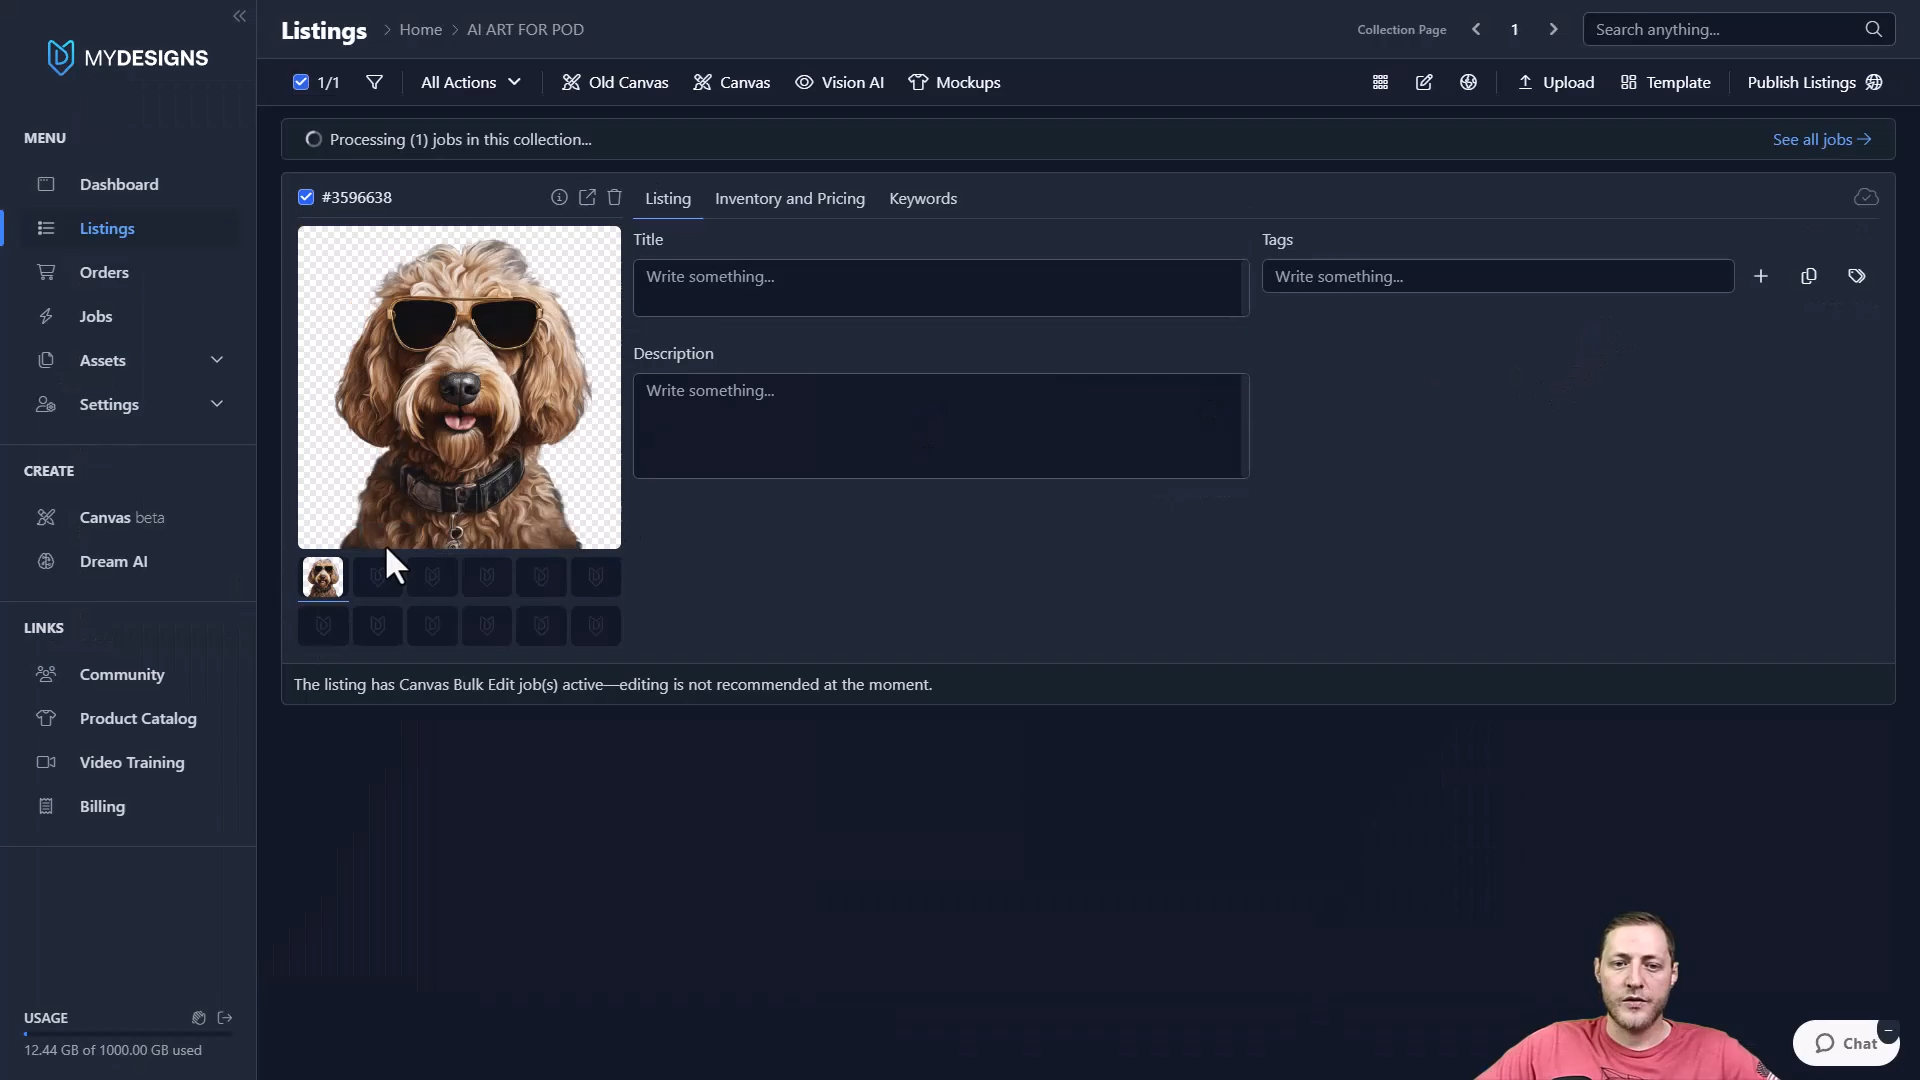 MYDESIGNS
MENU
Dashboard
Listings
Orders
Jobs
Assets
Settings
CREATE
Canvas beta
Dream AI
LINKS
Community
Product Catalog
Video Training
Billing
USAGE
12.44 GB of 1000.00 GB used
Listings Home AI ART FOR POD
Collection Page 1 Search anything...
1/1 All Actions Old Canvas Canvas Vision AI Mockups Upload Template Publish Listings
Processing (1) jobs in this collection... See all jobs
#3596638 Listing Inventory and Pricing Keywords
Title Tags
Write something... Write something...
Description
Write something...
The listing has Canvas Bulk Edit job(s) active—editing is not recommended at the moment.
Chat